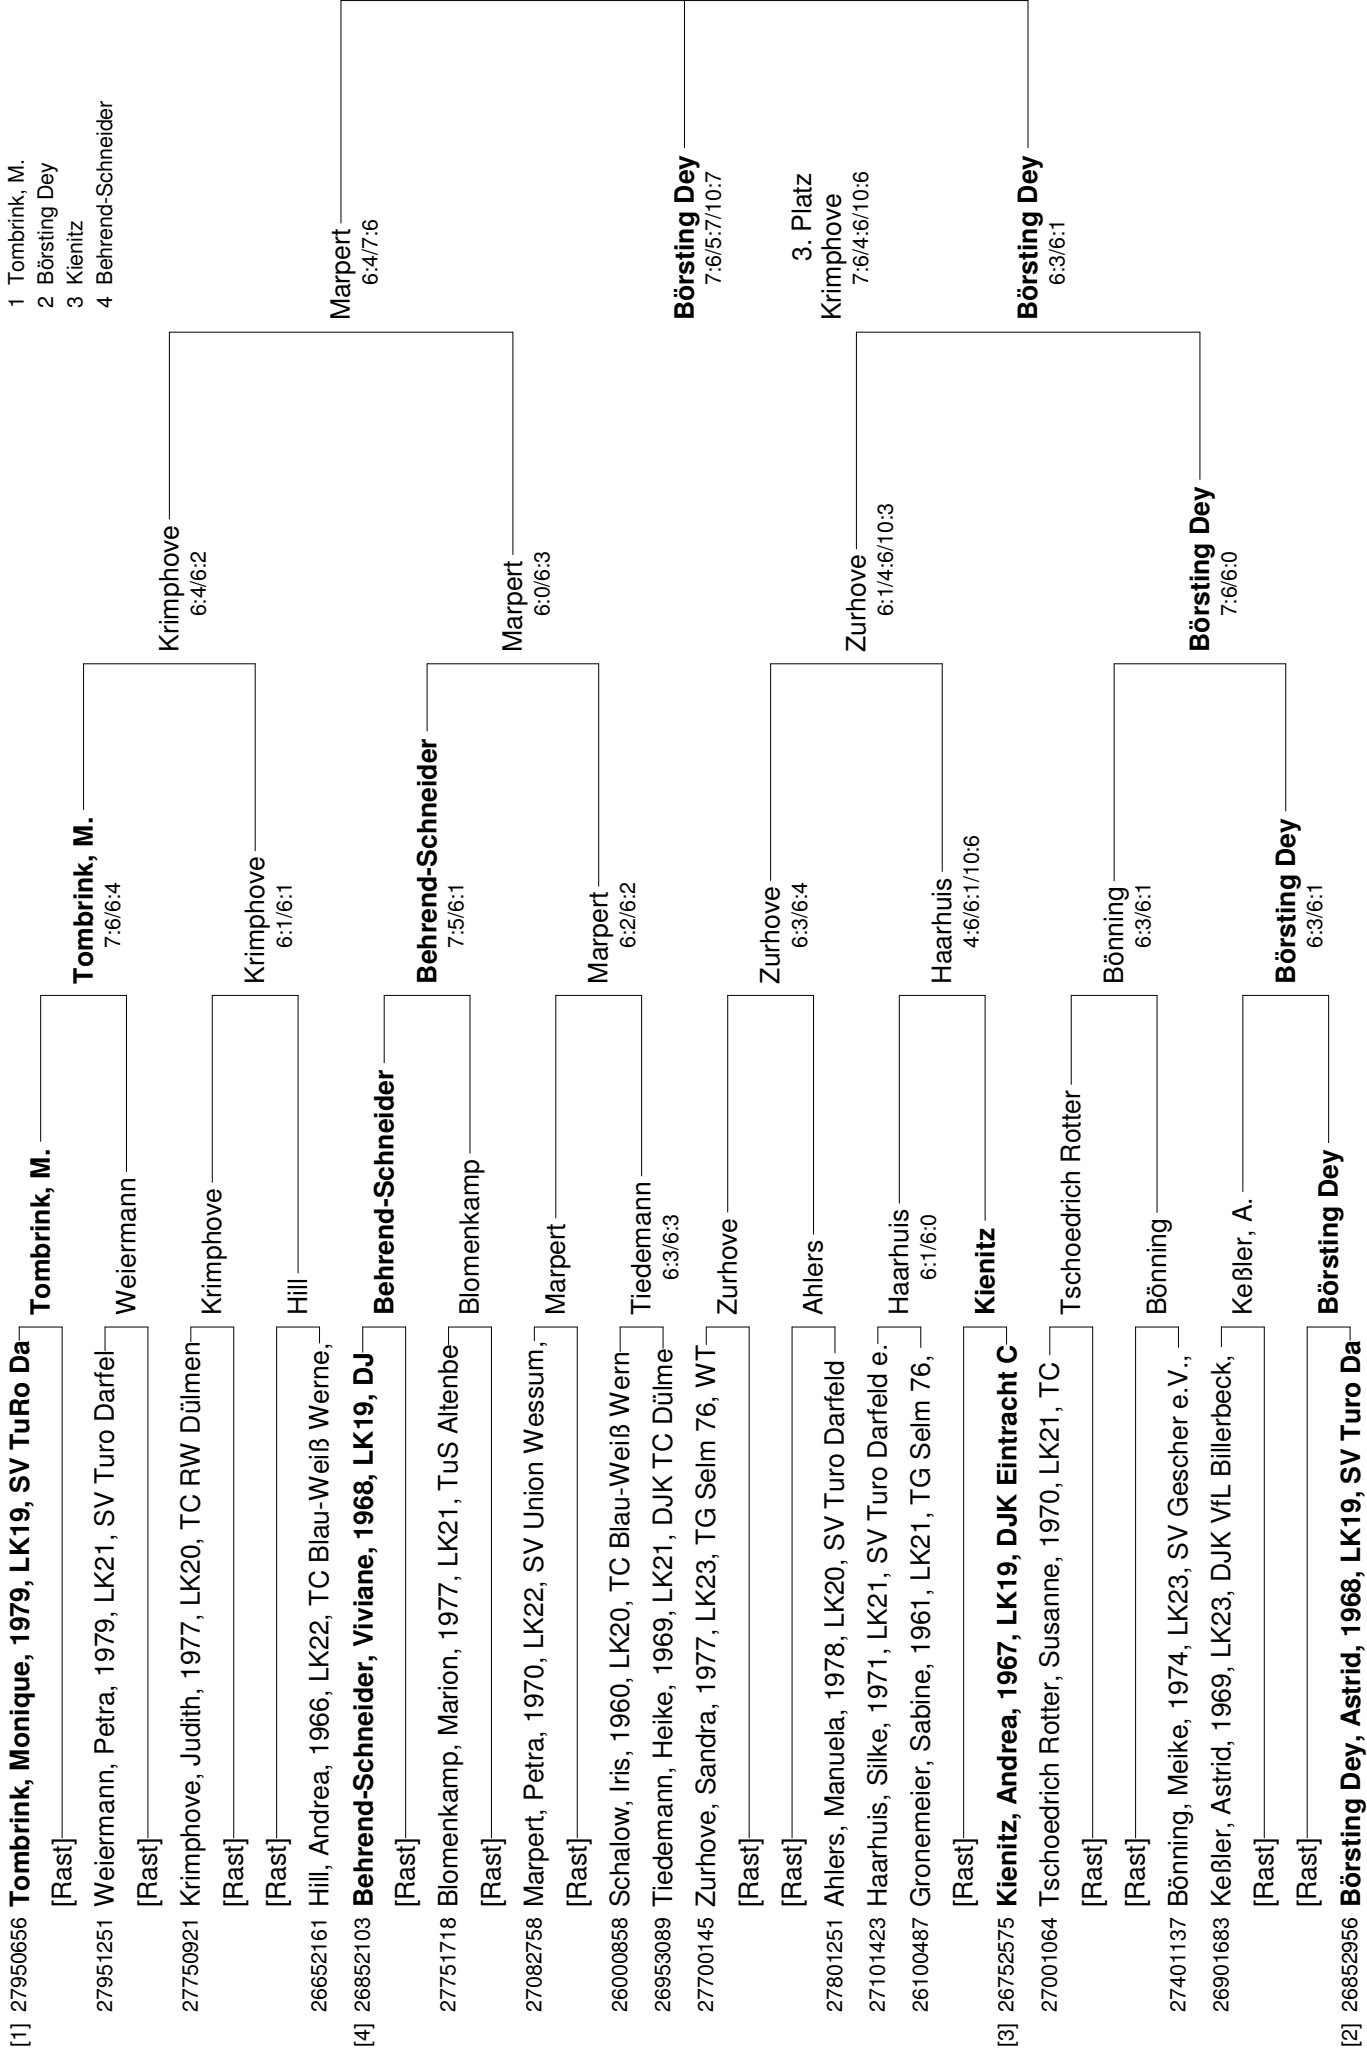 1 Tombrink, M.
2 Börsting Dey
3 Kienitz
4 Behrend-Schneider
[1] 27950656 Tombrink, Monique, 1979, LK19, SV TuRo Da
[Rast]
27951251 Weiermann, Petra, 1979, LK21, SV Turo Darfel
[Rast]
27750921 Krimphove, Judith, 1977, LK20, TC RW Dülmen
[Rast]
[Rast]
26652161 Hill, Andrea, 1966, LK22, TC Blau-Weiß Werne,
[4] 26852103 Behrend-Schneider, Viviane, 1968, LK19, DJ
[Rast]
27751718 Blomenkamp, Marion, 1977, LK21, TuS Altenbe
[Rast]
27082758 Marpert, Petra, 1970, LK22, SV Union Wessum,
[Rast]
26000858 Schalow, Iris, 1960, LK20, TC Blau-Weiß Wern
26953089 Tiedemann, Heike, 1969, LK21, DJK TC Dülme
27700145 Zurhove, Sandra, 1977, LK23, TG Selm 76, WT
[Rast]
[Rast]
27801251 Ahlers, Manuela, 1978, LK20, SV Turo Darfeld
27101423 Haarhuis, Silke, 1971, LK21, SV Turo Darfeld e.
26100487 Gronemeier, Sabine, 1961, LK21, TG Selm 76,
[Rast]
[3] 26752575 Kienitz, Andrea, 1967, LK19, DJK Eintracht C
27001064 Tschoedrich Rotter, Susanne, 1970, LK21, TC
[Rast]
[Rast]
27401137 Bönning, Meike, 1974, LK23, SV Gescher e.V.,
26901683 Keßler, Astrid, 1969, LK23, DJK VfL Billerbeck,
[Rast]
[Rast]
[2] 26852956 Börsting Dey, Astrid, 1968, LK19, SV Turo Da
Tombrink, M.
Weiermann
Krimphove
Hill
Behrend-Schneider
Blomenkamp
Marpert
Tiedemann
6:3/6:3
Zurhove
Ahlers
Haarhuis
6:1/6:0
Kienitz
Tschoedrich Rotter
Bönning
Keßler, A.
Börsting Dey
Tombrink, M.
7:6/6:4
Krimphove
6:1/6:1
Behrend-Schneider
7:5/6:1
Marpert
6:2/6:2
Zurhove
6:3/6:4
Haarhuis
4:6/6:1/10:6
Bönning
6:3/6:1
Börsting Dey
6:3/6:1
Krimphove
6:4/6:2
Marpert
6:0/6:3
Zurhove
6:1/4:6/10:3
Börsting Dey
7:6/6:0
Marpert
6:4/7:6
Börsting Dey
7:6/5:7/10:7
3. Platz
Krimphove
7:6/4:6/10:6
Börsting Dey
6:3/6:1